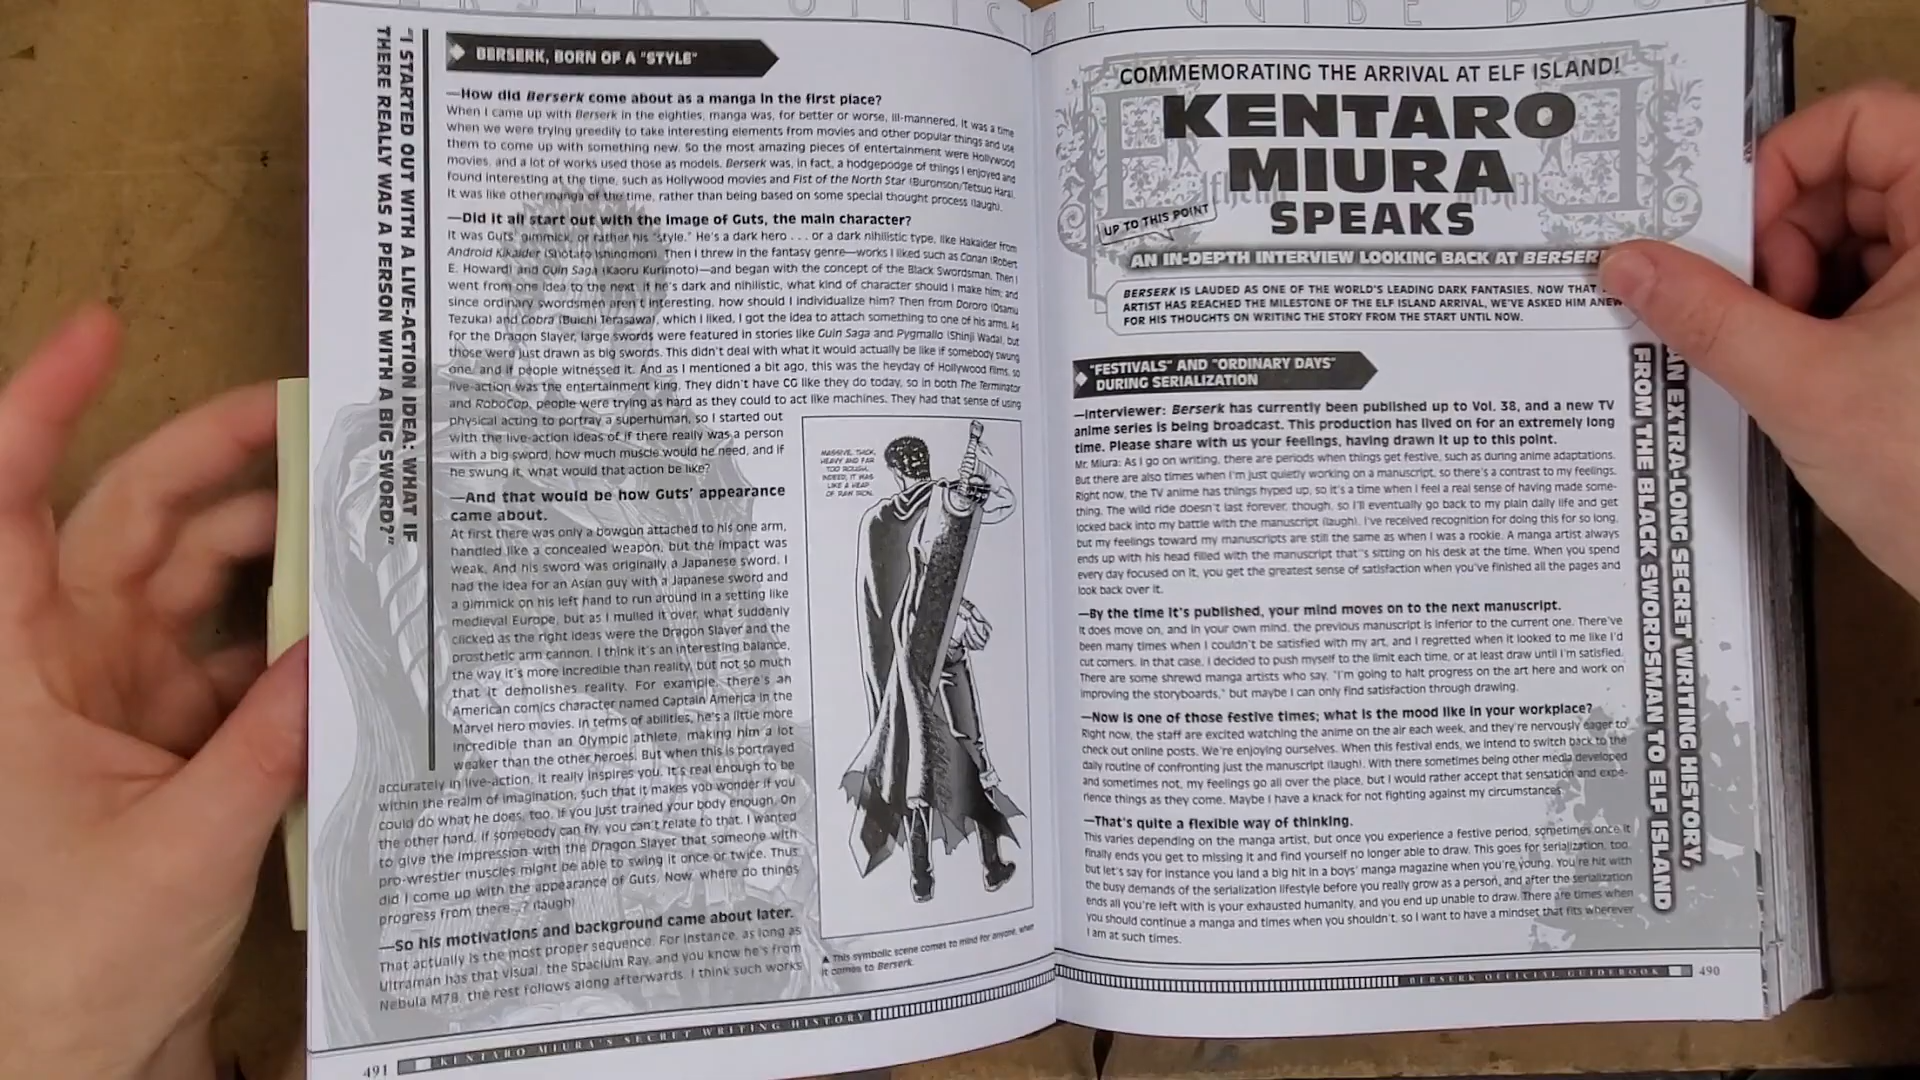 COMMEMORATING THE ARRIVAL AT ELF ISLAND!
KENTARO
MIURA
SPEAKS
UP TO THIS POINT
AN IN-DEPTH INTERVIEW LOOKING BACK AT
BERSERK IS LAUDED AS ONE OF THE WORLD'S LEADING DARK FANTASIES. NOW THAT
ARTIST HAS REACHED THE MILESTONE OF THE ELF ISLAND ARRIVAL, WE'VE ASKED HIM ANEW
FOR HIS THOUGHTS ON WRITING THE STORY FROM THE START UNTIL NOW.
AN EXTRA-LONG SECRET WRITING HISTORY,
FROM THE BLACK SWORDSMAN TO ELF ISLAND
"FESTIVALS" AND "ORDINARY DAYS"
DURING SERIALIZATION
—Interviewer: Berserk has currently been published up to Vol. 38, and a new TV
anime series is being broadcast. This production has lived on for an extremely long
time. Please share with us your feelings, having drawn it up to this point.
Mr. Miura: As I go on writing, there are periods when things get festive, such as during anime adaptations.
But there are also times when I'm just quietly working on a manuscript, so there's a contrast to my feelings.
Right now, the TV anime has things hyped up, so it's a time when I feel a real sense of having made some-
thing. The wild ride doesn't last forever, though, so I'll eventually go back to my plain daily life and get
locked back into my battle with the manuscript (laugh). I've received recognition for doing this for so long,
but my feelings toward my manuscripts are still the same as when I was a rookie. A manga artist always
ends up with his head filled with the manuscript that's sitting on his desk at the time. When you spend
every day focused on it, you get the greatest sense of satisfaction when you've finished all the pages and
look back over it.
—By the time it's published, your mind moves on to the next manuscript.
It does move on, and in your own mind, the previous manuscript is inferior to the current one. There've
been many times when I couldn't be satisfied with my art, and I regretted when it looked to me like I'd
cut corners. In that case, I decided to push myself to the limit each time, or at least draw until I'm satisfied.
There are some shrewd manga artists who say, "I'm going to halt progress on the art here and work on
improving the storyboards," but maybe I can only find satisfaction through drawing.
—Now is one of those festive times; what is the mood like in your workplace?
Right now, the staff are excited watching the anime on the air each week, and they're nervously eager to
check out online posts. We're enjoying ourselves. When this festival ends, we intend to switch back to the
daily routine of confronting just the manuscript (laugh). With there sometimes being other media developed
and sometimes not, my feelings go all over the place, but I would rather accept that sensation and expe-
rience things as they come. Maybe I have a knack for not fighting against my circumstances.
—That's quite a flexible way of thinking.
This varies depending on the manga artist, but once you experience a festive period, sometimes once it
finally ends you get to missing it and find yourself no longer able to draw. This goes for serialization, too,
but let's say for instance you land a big hit in a boys' manga magazine when you're young. You're hit with
the busy demands of the serialization lifestyle before you really grow as a person, and after the serialization
ends all you're left with is your exhausted humanity, and you end up unable to draw. There are times when
you should continue a manga and times when you shouldn't, so I want to have a mindset that fits wherever
I am at such times.
BERSERK OFFICIAL GUIDEBOOK 490
"I STARTED OUT WITH A LIVE-ACTION IDEA: WHAT IF
THERE REALLY WAS A PERSON WITH A BIG SWORD?"
BERSERK, BORN OF A "STYLE"
—How did Berserk come about as a manga in the first place?
When I came up with Berserk in the eighties, manga was, for better or worse, ill-mannered. It was a time
when we were trying greedily to take interesting elements from movies and other popular things and use
them to come up with something new. So the most amazing pieces of entertainment were Hollywood
movies, and a lot of works used those as models. Berserk was, in fact, a hodgepodge of things I enjoyed and
found interesting at the time, such as Hollywood movies and Fist of the North Star (Buronson/Tetsuo Hara).
It was like other manga of the time, rather than being based on some special thought process (laugh).
—Did it all start out with the image of Guts, the main character?
It was Guts' gimmick, or rather his "style." He's a dark hero . . . or a dark nihilistic type, like Hakaider from
Android Kikaider (Shotaro Ishinomori). Then I threw in the fantasy genre—works I liked such as Conan (Robert
E. Howard) and Guin Saga (Kaoru Kurimoto)—and began with the concept of the Black Swordsman. Then I
went from one idea to the next: if he's dark and nihilistic, what kind of character should I make him; and
since ordinary swordsmen aren't interesting, how should I individualize him? Then from Dororo (Osamu
Tezuka) and Cobra (Buichi Terasawa), which I liked, I got the idea to attach something to one of his arms. As
for the Dragon Slayer, large swords were featured in stories like Guin Saga and Pygmalio (Shinji Wada), but
those were just drawn as big swords. This didn't deal with what it would actually be like if somebody swung
one, and if people witnessed it. And as I mentioned a bit ago, this was the heyday of Hollywood films, so
live-action was the entertainment king. They didn't have CG like they do today, so in both The Terminator
and RoboCop, people were trying as hard as they could to act like machines. They had that sense of using
physical acting to portray a superhuman, so I started out
with the live-action ideas of if there really was a person
with a big sword, how much muscle would he need, and if
he swung it, what would that action be like?
—And that would be how Guts' appearance
came about.
At first there was only a bowgun attached to his one arm,
handled like a concealed weapon, but the impact was
weak. And his sword was originally a Japanese sword. I
had the idea for an Asian guy with a Japanese sword and
a gimmick on his left hand to run around in a setting like
medieval Europe, but as I mulled it over, what suddenly
clicked as the right ideas were the Dragon Slayer and the
prosthetic arm cannon. I think it's an interesting balance,
the way it's more incredible than reality, but not so much
that it demolishes reality. For example, there's an
American comics character named Captain America in the
Marvel hero movies. In terms of abilities, he's a little more
incredible than an Olympic athlete, making him a lot
weaker than the other heroes. But when this is portrayed
accurately in live-action, it really inspires you. It's real enough to be
within the realm of imagination, such that it makes you wonder if you
could do what he does, too, if you just trained your body enough. On
the other hand, if somebody can fly, you can't relate to that. I wanted
to give the impression with the Dragon Slayer that someone with
pro-wrestler muscles might be able to swing it once or twice. Thus
did I come up with the appearance of Guts. Now, where do things
progress from there...? (laugh)
—So his motivations and background came about later.
That actually is the most proper sequence. For instance, as long as
Ultraman has that visual, the Spacium Ray, and you know he's from
Nebula M78, the rest follows along afterwards. I think such works
MASSIVE, THICK,
HEAVY AND FAR
TOO ROUGH.
INDEED, IT WAS
LIKE A HEAP
OF RAW IRON.
▲ This symbolic scene comes to mind for anyone, when
it comes to Berserk.
491 KENTARO MIURA'S SECRET WRITING HISTORY